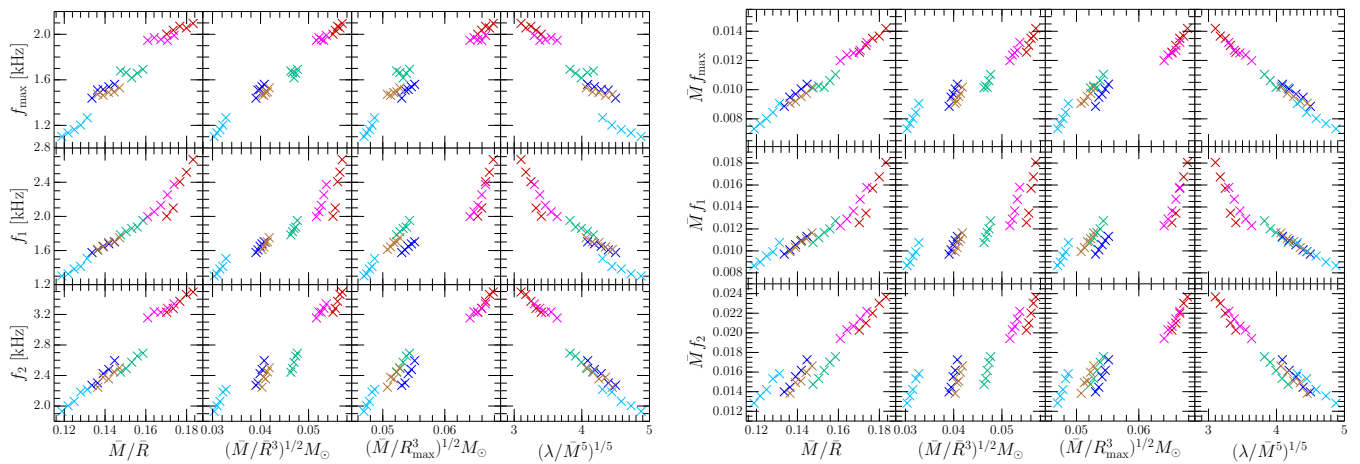 f_max [kHz]
2.0
1.6
1.2
2.8
f_1 [kHz]
2.4
2.0
1.6
1.2
f_2 [kHz]
3.2
2.8
2.4
2.0
0.12 0.14 0.16 0.18 0.04 0.05 0.05 0.06 3 4 5
M̄/R̄ (M̄/R̄³)^{1/2} M_⊙ (M̄/R³_max)^{1/2} M_⊙ (λ/M̄⁵)^{1/5}
M̄ f_max
0.014
0.012
0.010
0.008
M̄ f_1
0.018
0.016
0.014
0.012
0.010
0.008
M̄ f_2
0.024
0.022
0.020
0.018
0.016
0.014
0.012
0.12 0.14 0.16 0.18 0.03 0.04 0.05 0.05 0.06 3 4 5
M̄/R̄ (M̄/R̄³)^{1/2} M_⊙ (M̄/R³_max)^{1/2} M_⊙ (λ/M̄⁵)^{1/5}